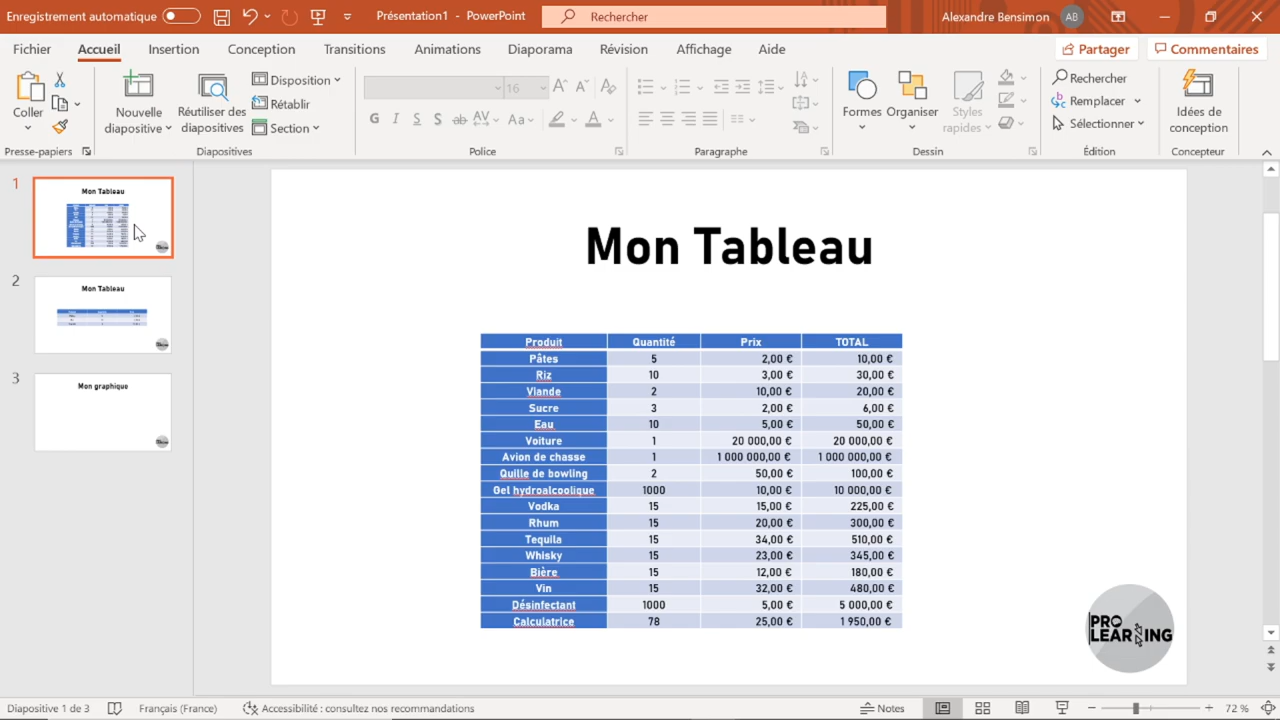 Enregistrement automatique
Présentation1 - PowerPoint
Rechercher
Alexandre Bensimon AB
Fichier Accueil Insertion Conception Transitions Animations Diaporama Révision Affichage Aide
Partager Commentaires
Coller
Presse-papiers
Nouvelle diapositive
Réutiliser des diapositives
Disposition
Rétablir
Section
Diapositives
16
Police
Paragraphe
Formes
Organiser
Styles rapides
Dessin
Rechercher
Remplacer
Sélectionner
Édition
Idées de conception
Concepteur
1
Mon Tableau
2
Mon Tableau
3
Mon graphique
Mon Tableau
Produit Quantité Prix TOTAL
Pâtes 5 2,00 € 10,00 €
Riz 10 3,00 € 30,00 €
Viande 2 10,00 € 20,00 €
Sucre 3 2,00 € 6,00 €
Eau 10 5,00 € 50,00 €
Voiture 1 20 000,00 € 20 000,00 €
Avion de chasse 1 1 000 000,00 € 1 000 000,00 €
Quille de bowling 2 50,00 € 100,00 €
Gel hydroalcoolique 1000 10,00 € 10 000,00 €
Vodka 15 15,00 € 225,00 €
Rhum 15 20,00 € 300,00 €
Tequila 15 34,00 € 510,00 €
Whisky 15 23,00 € 345,00 €
Bière 15 12,00 € 180,00 €
Vin 15 32,00 € 480,00 €
Désinfectant 1000 5,00 € 5 000,00 €
Calculatrice 78 25,00 € 1 950,00 €
PRO
LEARNING
Diapositive 1 de 3 Français (France) Accessibilité : consultez nos recommandations Notes 72 %